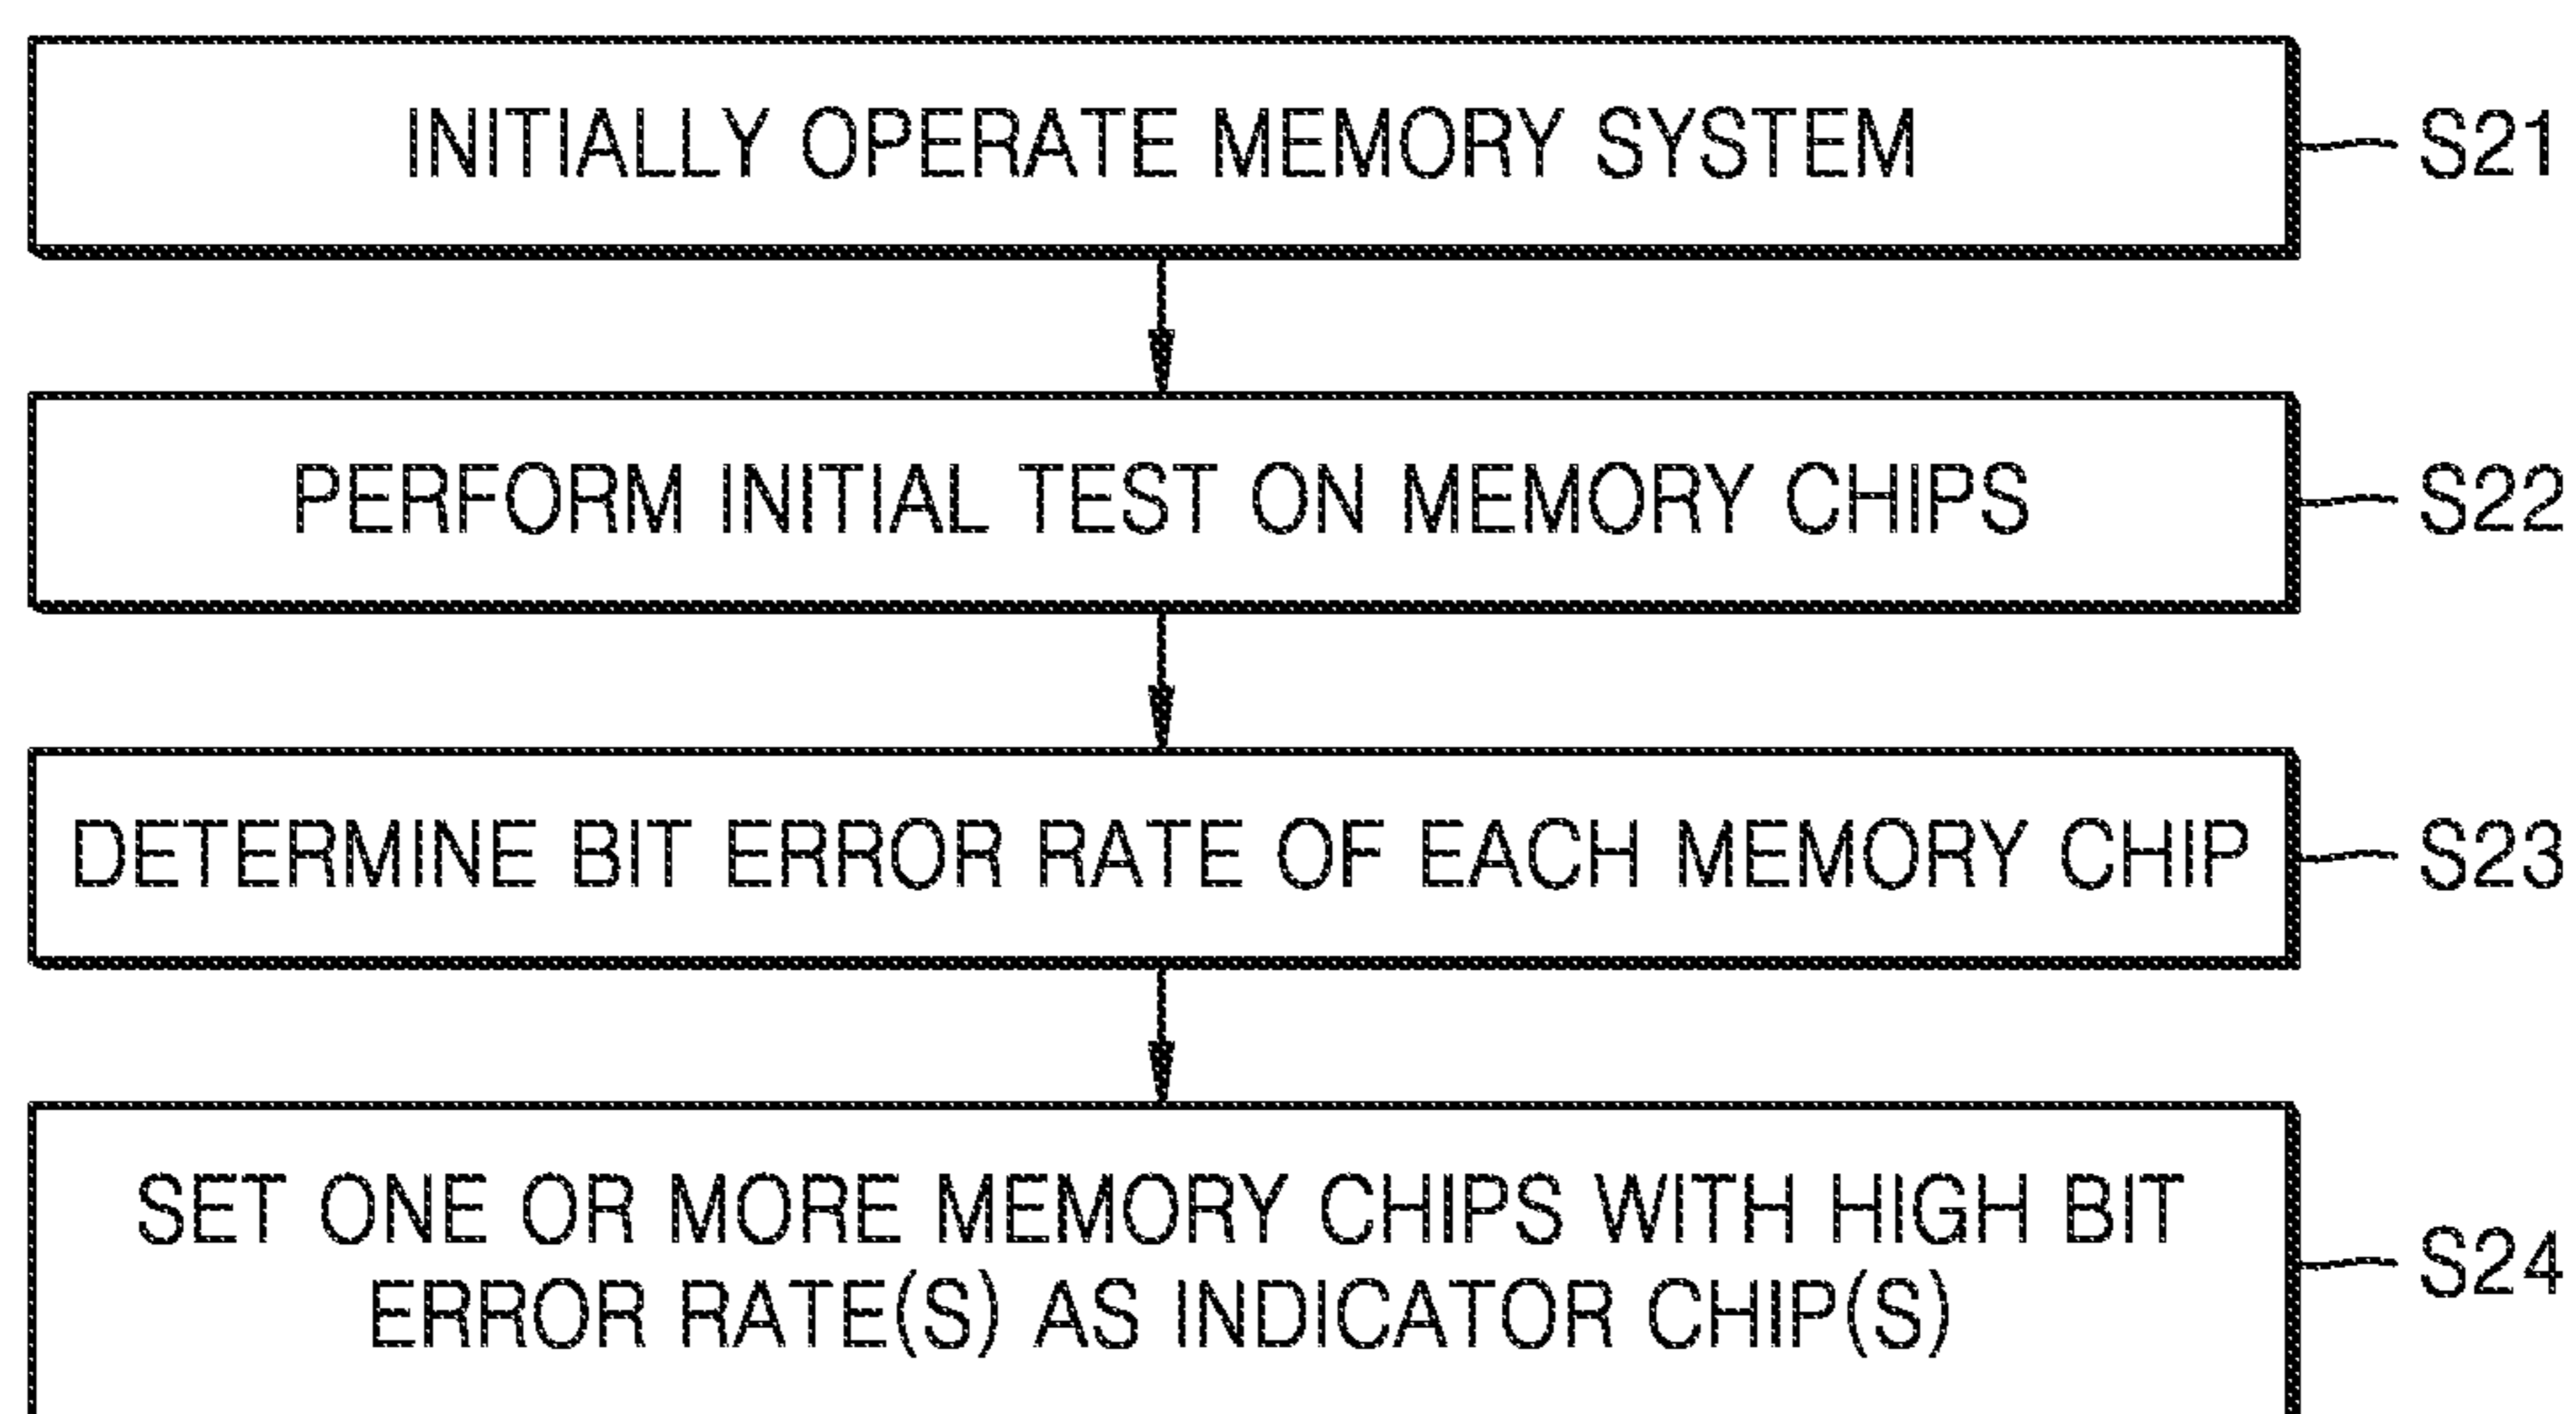 INITIALLY OPERATE MEMORY SYSTEM
S21
PERFORM INITIAL TEST ON MEMORY CHIPS
S22
DETERMINE BIT ERROR RATE OF EACH MEMORY CHIP
S23
SET ONE OR MORE MEMORY CHIPS WITH HIGH BIT
ERROR RATE(S) AS INDICATOR CHIP(S)
S24